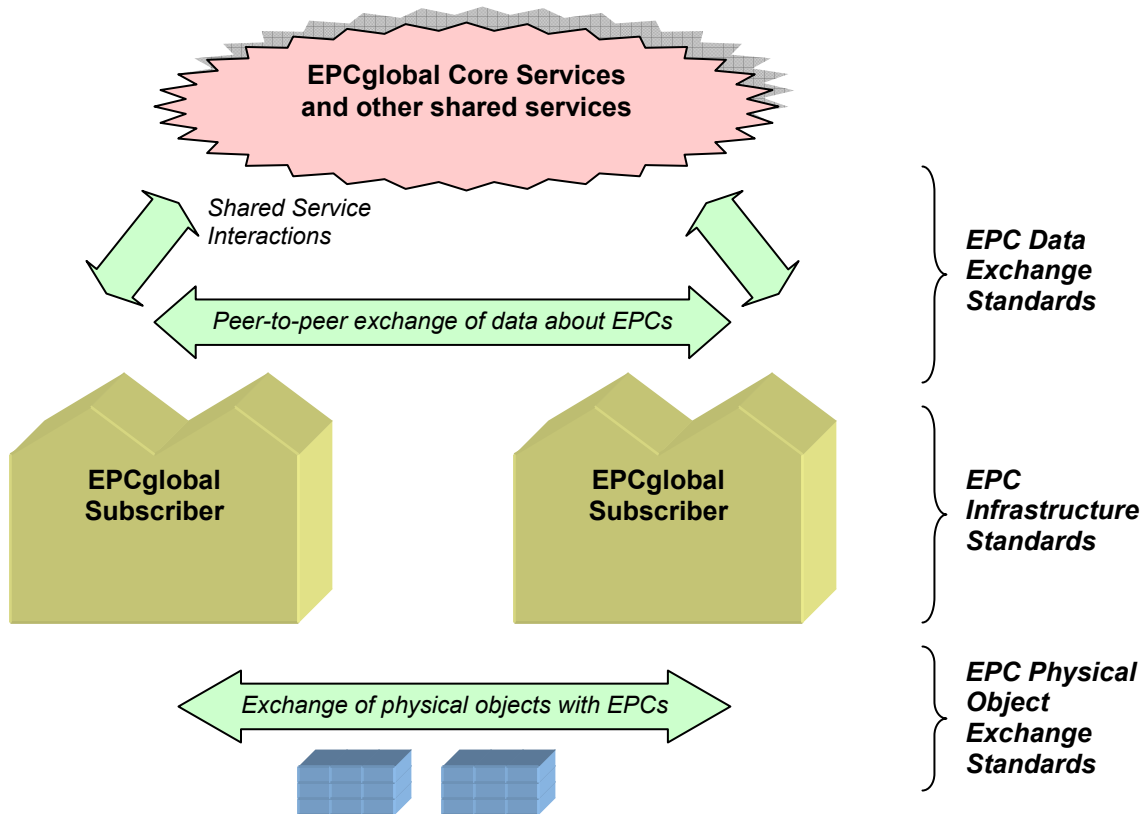 EPCglobal Core Services
and other shared services
Shared Service
Interactions
EPC Data
Exchange
Standards
Peer-to-peer exchange of data about EPCs
EPCglobal
Subscriber
EPCglobal
Subscriber
EPC
Infrastructure
Standards
Exchange of physical objects with EPCs
EPC Physical
Object
Exchange
Standards